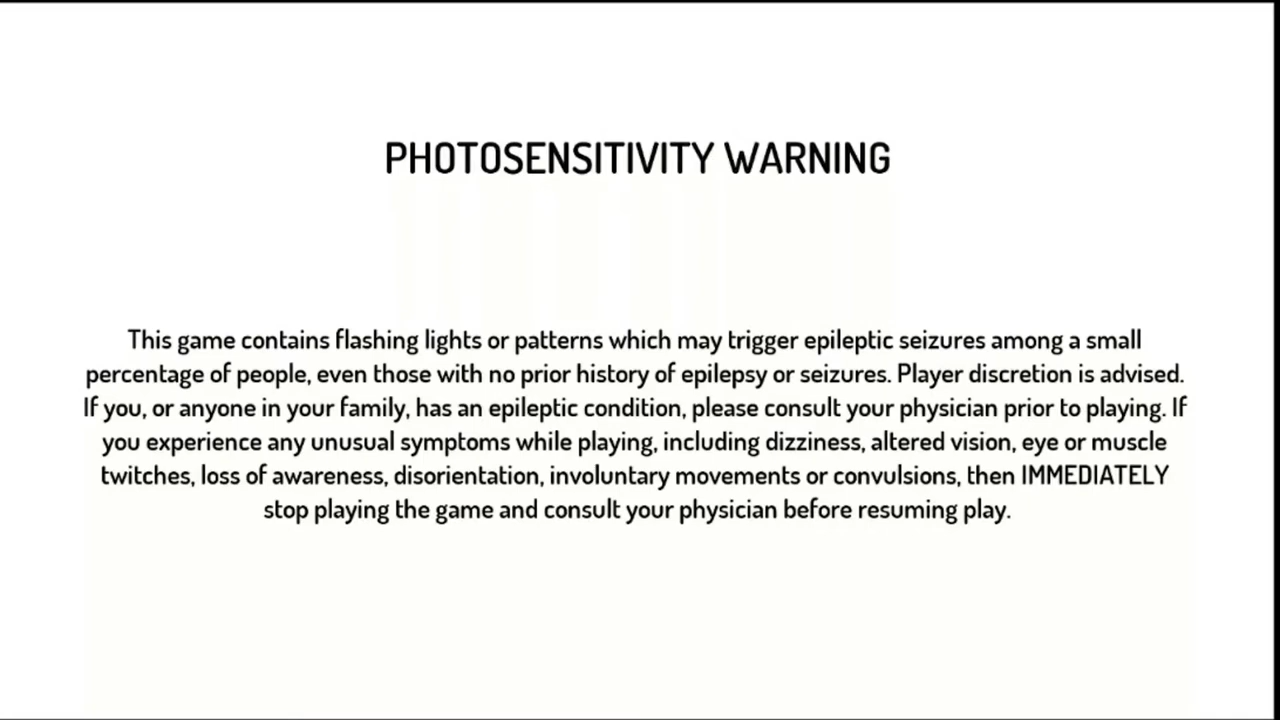 PHOTOSENSITIVITY WARNING
This game contains flashing lights or patterns which may trigger epileptic seizures among a small
percentage of people, even those with no prior history of epilepsy or seizures. Player discretion is advised.
If you, or anyone in your family, has an epileptic condition, please consult your physician prior to playing. If
you experience any unusual symptoms while playing, including dizziness, altered vision, eye or muscle
twitches, loss of awareness, disorientation, involuntary movements or convulsions, then IMMEDIATELY
stop playing the game and consult your physician before resuming play.